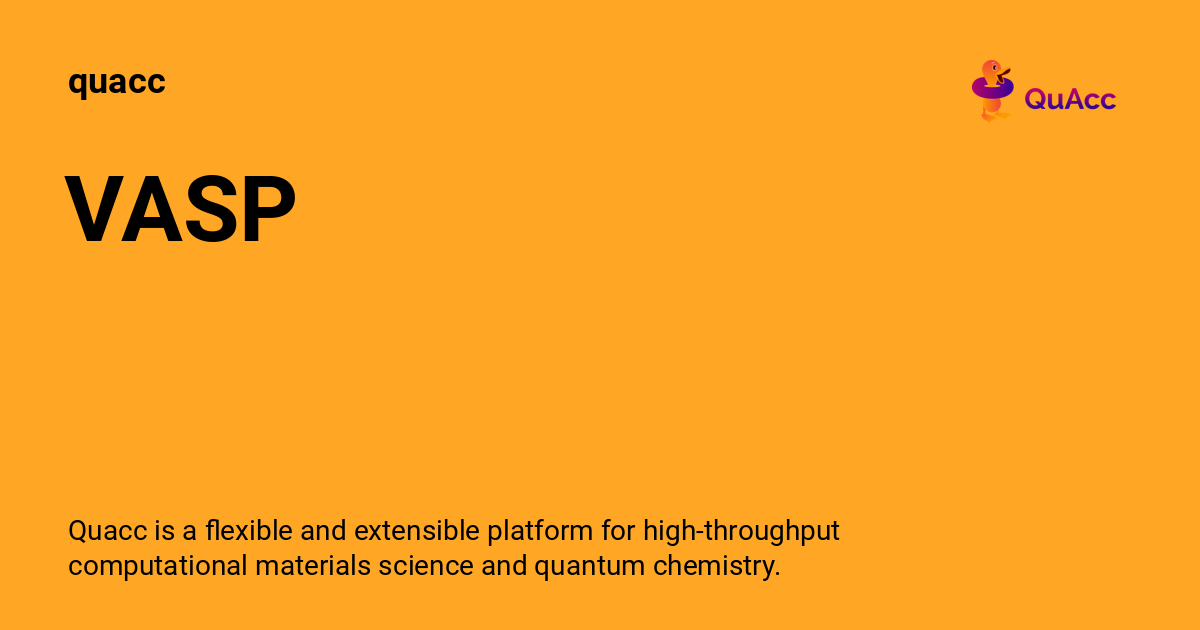 quacc
QuAcc
VASP
Quacc is a flexible and extensible platform for high-throughput
computational materials science and quantum chemistry.